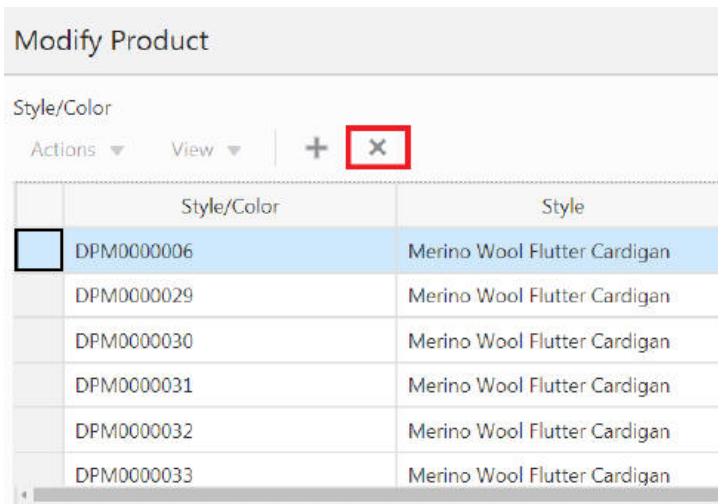 Modify Product
Style/Color
Actions View
Style/Color Style
DPM0000006 Merino Wool Flutter Cardigan
DPM0000029 Merino Wool Flutter Cardigan
DPM0000030 Merino Wool Flutter Cardigan
DPM0000031 Merino Wool Flutter Cardigan
DPM0000032 Merino Wool Flutter Cardigan
DPM0000033 Merino Wool Flutter Cardigan